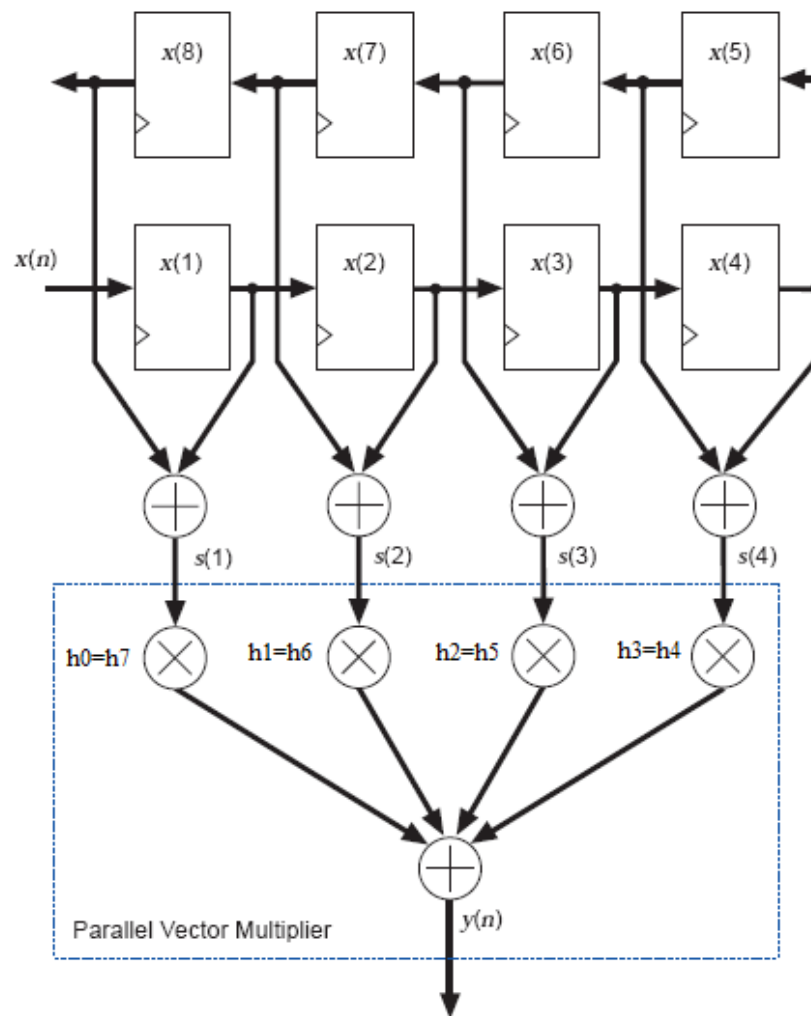 x(8) x(7) x(6) x(5)
x(n) x(1) x(2) x(3) x(4)
s(1) s(2) s(3) s(4)
h0=h7 h1=h6 h2=h5 h3=h4
y(n)
Parallel Vector Multiplier